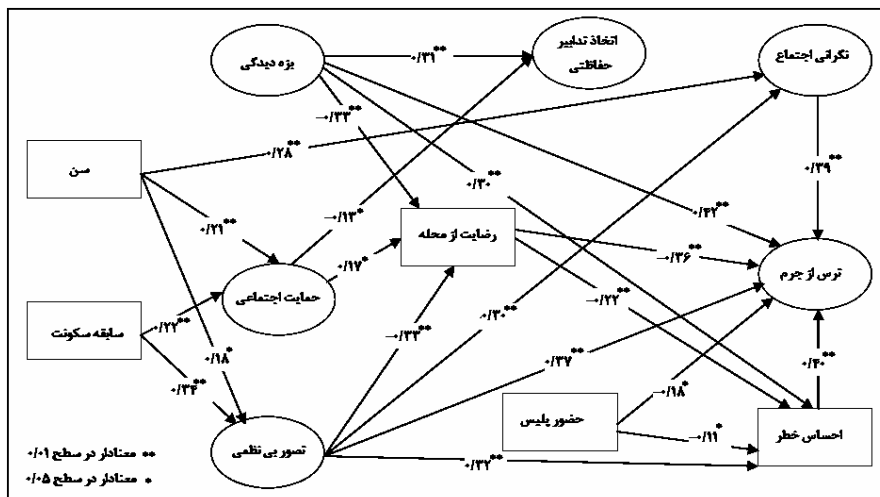 بزه دیدگی
۰/۳۱**
اتخاذ تدابیر
حفاظتی
نگرانی اجتماع
-۰/۳۳**
سن
۰/۲۸**
۰/۳۰**
۰/۳۹**
۰/۲۱**
-۰/۱۳*
۰/۴۲**
رضایت از محله
-۰/۳۶**
ترس از جرم
حمایت اجتماعی
۰/۱۷*
سابقه سکونت
۰/۲۲**
-۰/۲۲**
۰/۳۰**
-۰/۳۳**
۰/۱۸*
۰/۳۷**
۰/۴۰**
۰/۳۴**
-۰/۱۸*
حضور پلیس
احساس خطر
تصور بی نظمی
-۰/۱۱*
۰/۳۲**
** معنادار در سطح ۰/۰۱
* معنادار در سطح ۰/۰۵